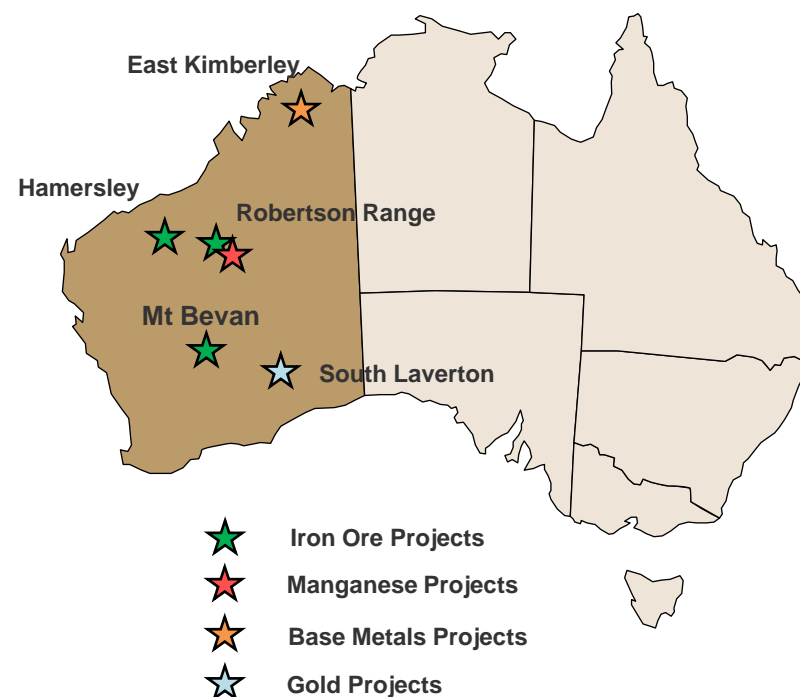 East Kimberley
Hamersley
Robertson Range
Mt Bevan
South Laverton
Iron Ore Projects
Manganese Projects
Base Metals Projects
Gold Projects